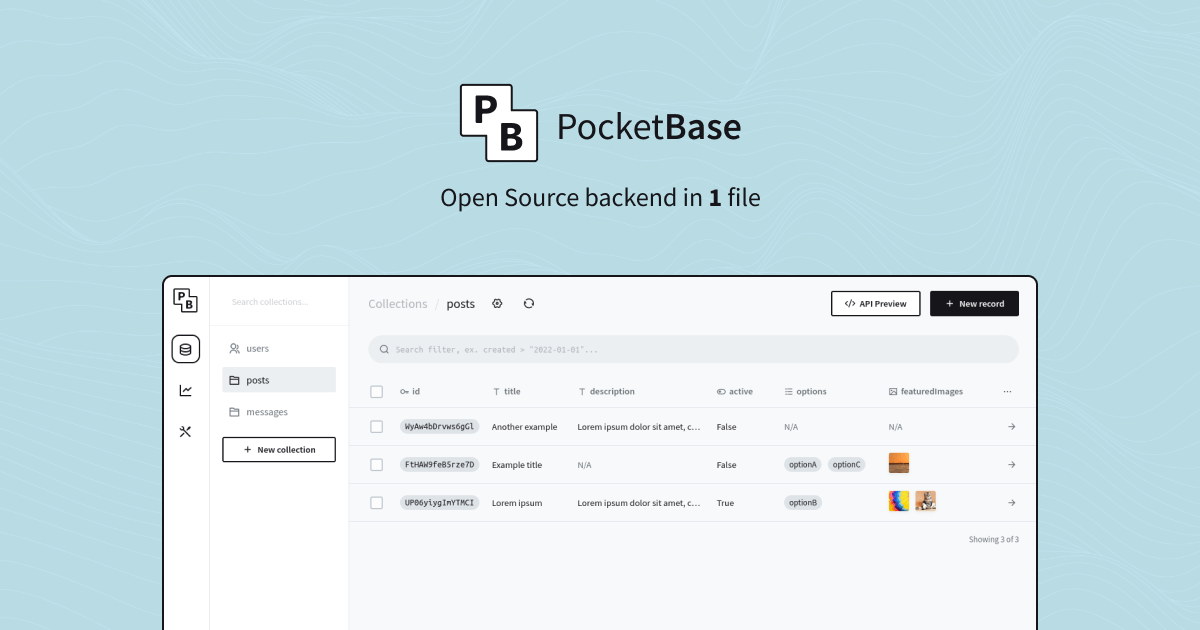 P
B
PocketBase
Open Source backend in 1 file
P
B
Search collections...
users
posts
messages
+ New collection
Collections / posts
</> API Preview
+ New record
Search filter, ex. created > "2022-01-01"...
id title description active options featuredImages ...
WyAw4bDrvws6gGl Another example Lorem ipsum dolor sit amet, c... False N/A N/A
FtHAW9feB5rze7D Example title N/A False optionA optionC
UP06yiygImYTMCI Lorem ipsum Lorem ipsum dolor sit amet, c... True optionB
Showing 3 of 3